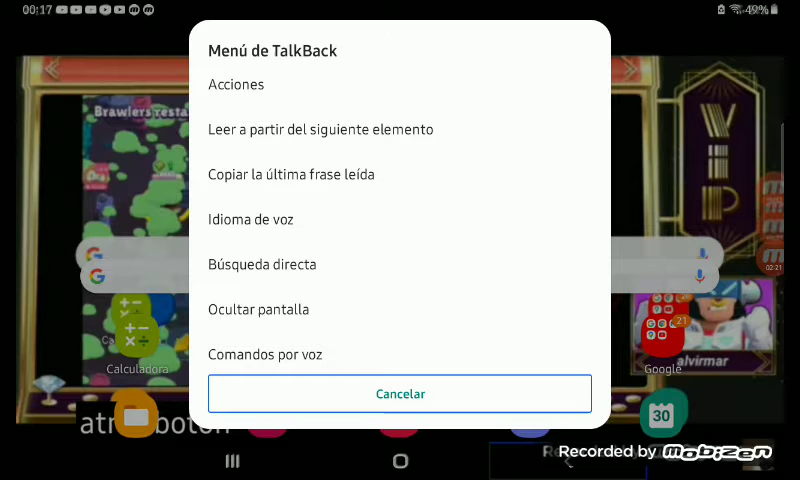 00:17
49%
Menú de TalkBack
Acciones
Leer a partir del siguiente elemento
Copiar la última frase leída
Idioma de voz
Búsqueda directa
Ocultar pantalla
Comandos por voz
Cancelar
Brawlers resta
VIP
02:21
21
Calculadora
Google
alvirmar
30
Recorded by mobizen